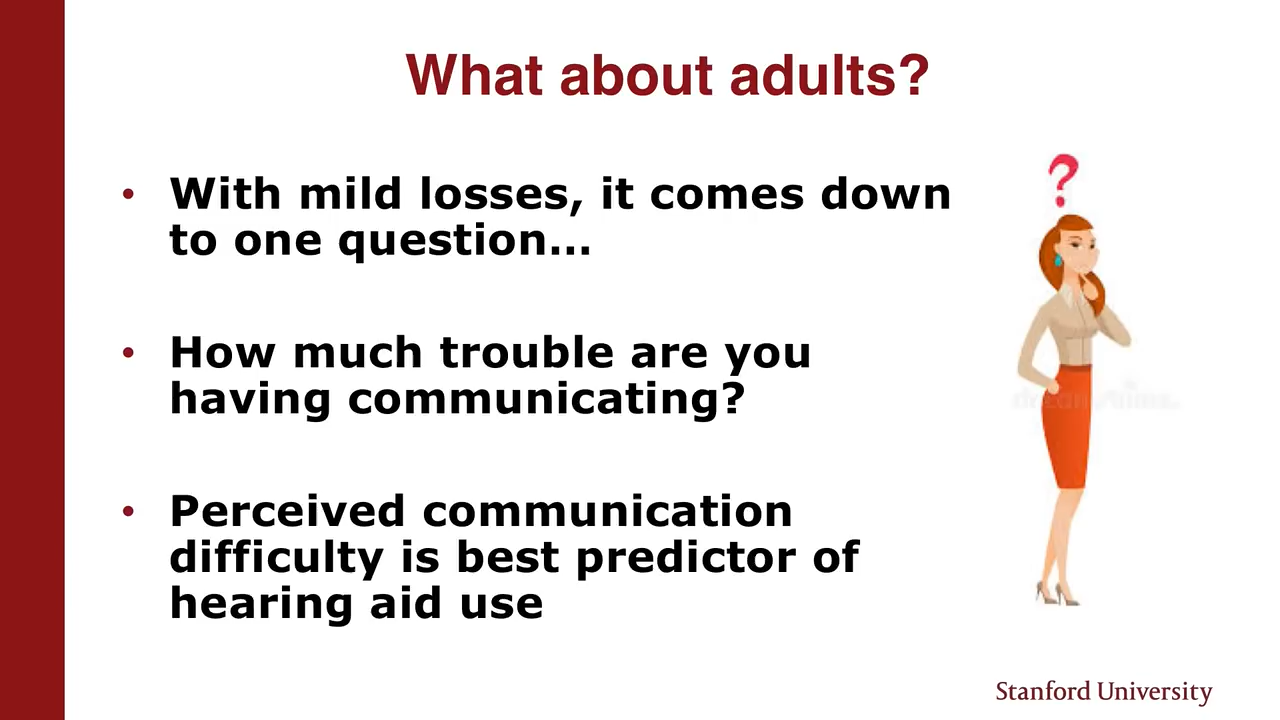 What about adults?
• With mild losses, it comes down
to one question...
• How much trouble are you
having communicating?
• Perceived communication
difficulty is best predictor of
hearing aid use
?
Stanford University